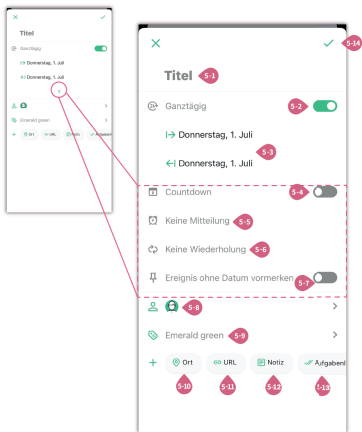 Titel
Ganztägig
Donnerstag, 1. Juli
Donnerstag, 1. Juli
Emerald green
Ort
URL
Notiz
Aufgabenl
5-14
Titel
5-1
Ganztägig
5-2
Donnerstag, 1. Juli
5-3
Donnerstag, 1. Juli
Countdown
5-4
Keine Mitteilung
5-5
Keine Wiederholung
5-6
Ereignis ohne Datum vormerken
5-7
5-8
Emerald green
5-9
Ort
URL
Notiz
Aufgabenl
5-10
5-11
5-12
5-13